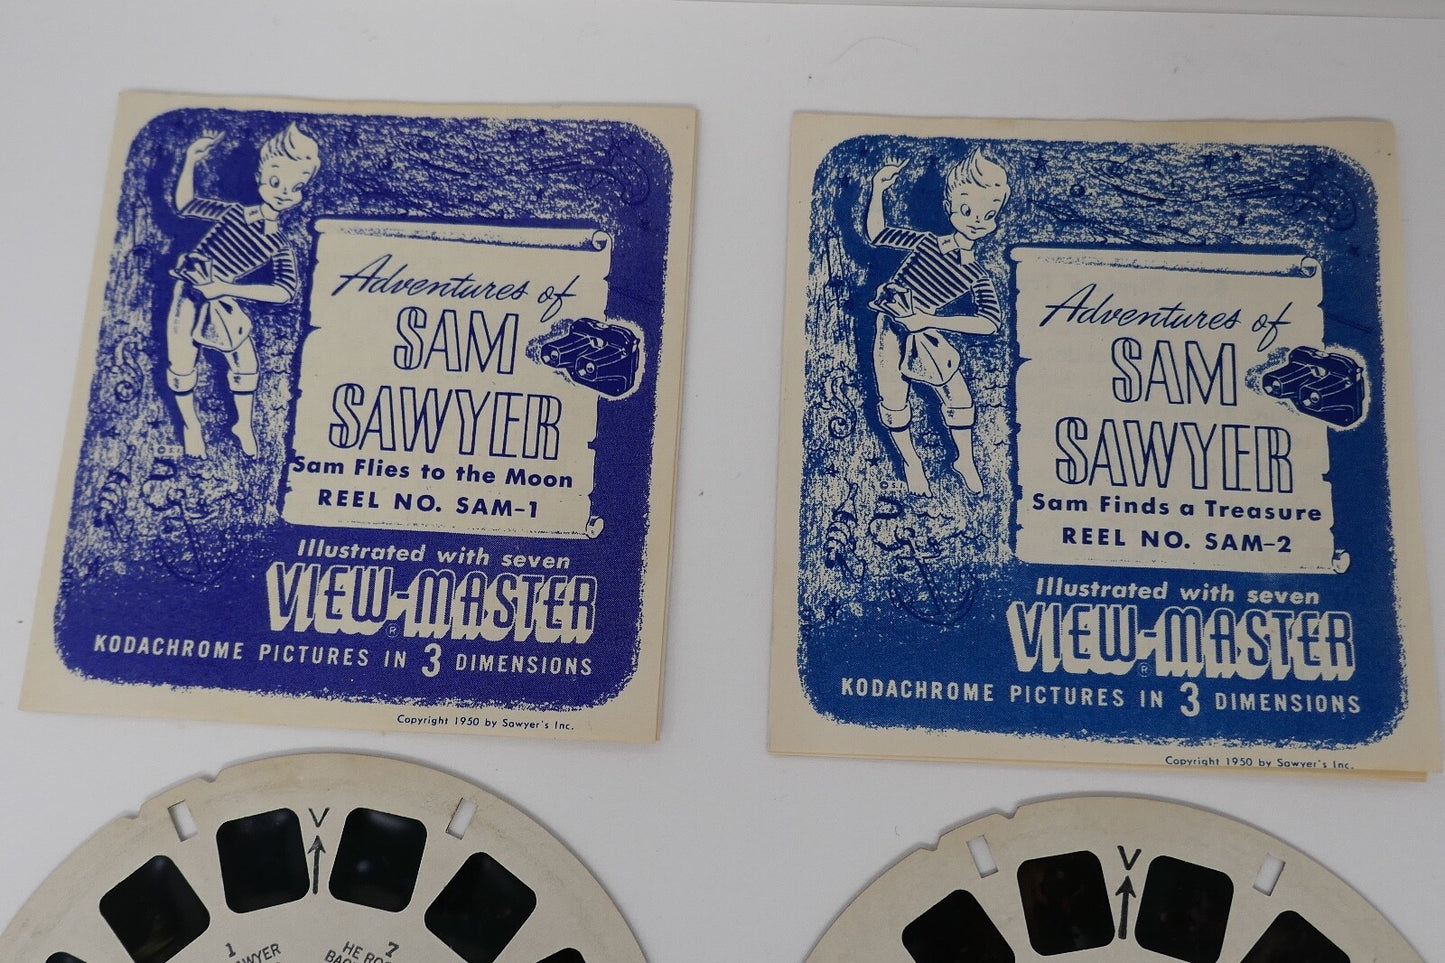 Adventures of
SAM
SAWYER
Sam Flies to the Moon
REEL NO. SAM-1
Illustrated with seven
VIEW-MASTER
®
KODACHROME PICTURES IN 3 DIMENSIONS
Copyright 1950 by Sawyer's Inc.
Adventures of
SAM
SAWYER
Sam Finds a Treasure
REEL NO. SAM-2
Illustrated with seven
VIEW-MASTER
®
KODACHROME PICTURES IN 3 DIMENSIONS
Copyright 1950 by Sawyer's Inc.
V
1
7
HE
V